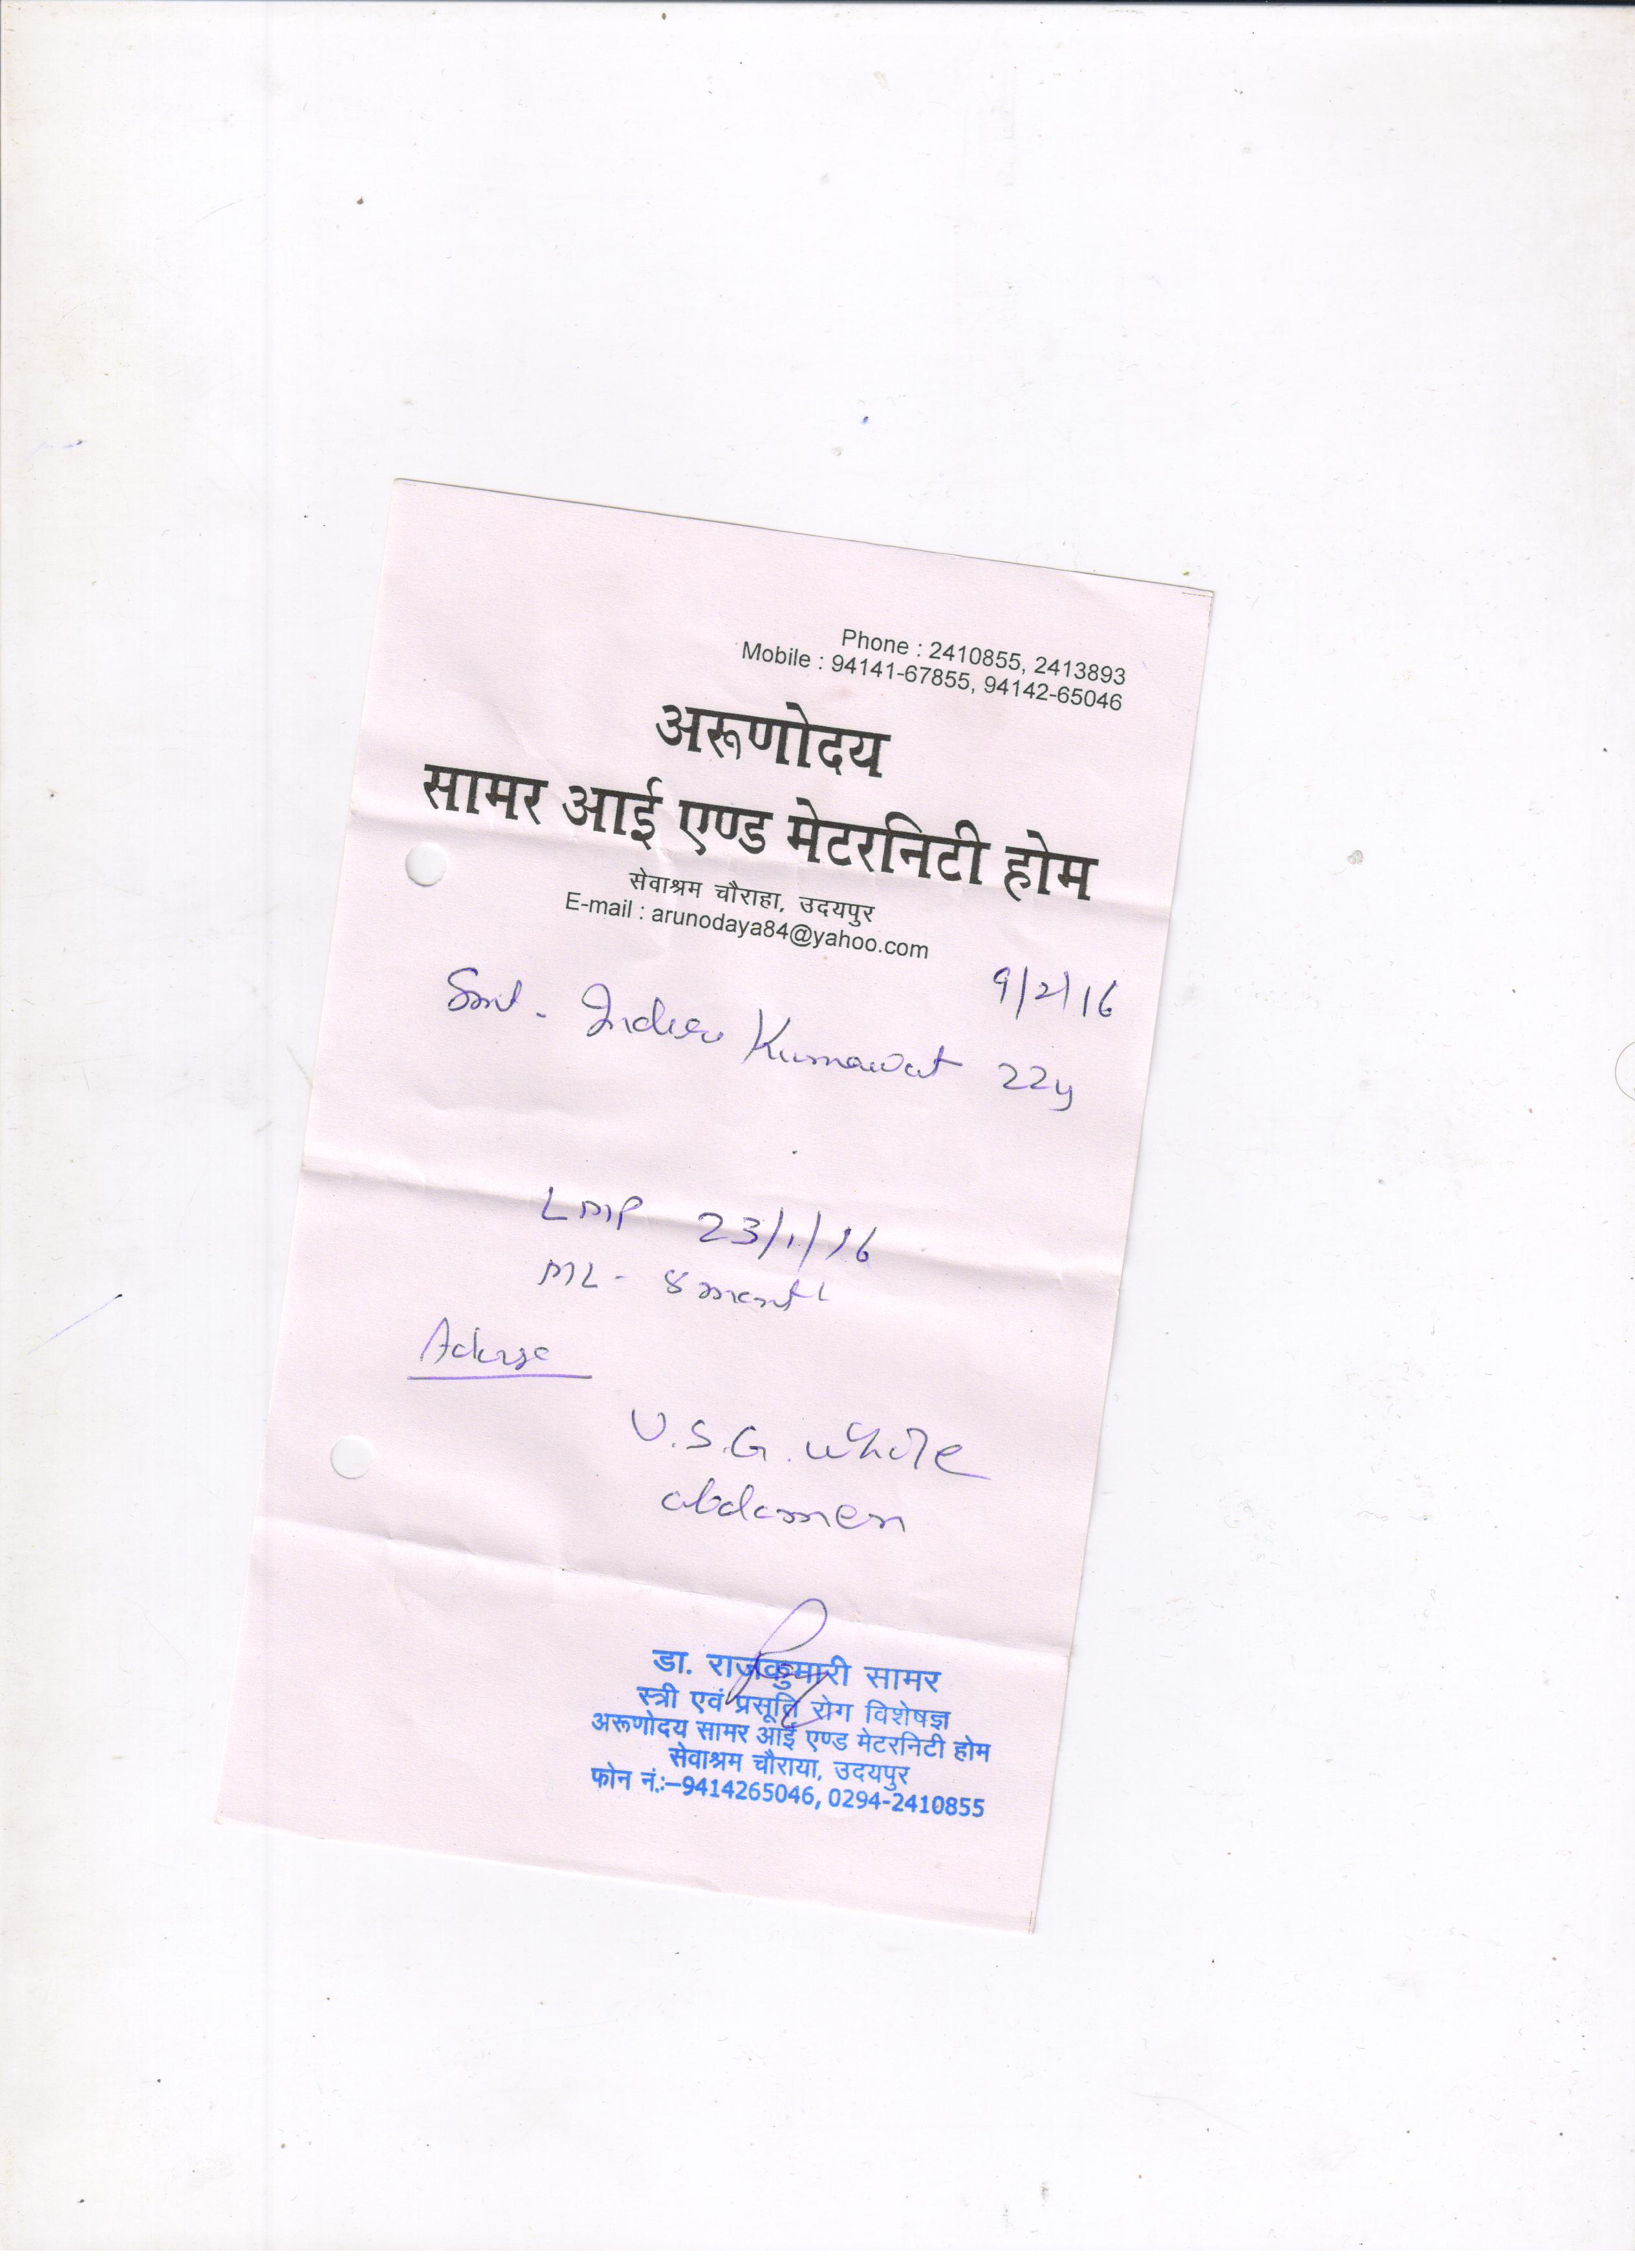 Phone : 2410855, 2413893
Mobile : 94141-67855, 94142-65046
अरूणोदय
सामर आई एण्ड मेटरनिटी होम
सेवाश्रम चौराहा, उदयपुर
E-mail : arunodaya84@yahoo.com
9/2/16
Smt. Kumawat 22y
LMP 23/1/16
ML - 8 month
U.S.G. whole
abdomen
डा. राजकुमारी सामर
स्त्री एवं प्रसूति रोग विशेषज्ञ
अरूणोदय सामर आई एण्ड मेटरनिटी होम
सेवाश्रम चौराया, उदयपुर
फोन नं.:–9414265046, 0294-2410855